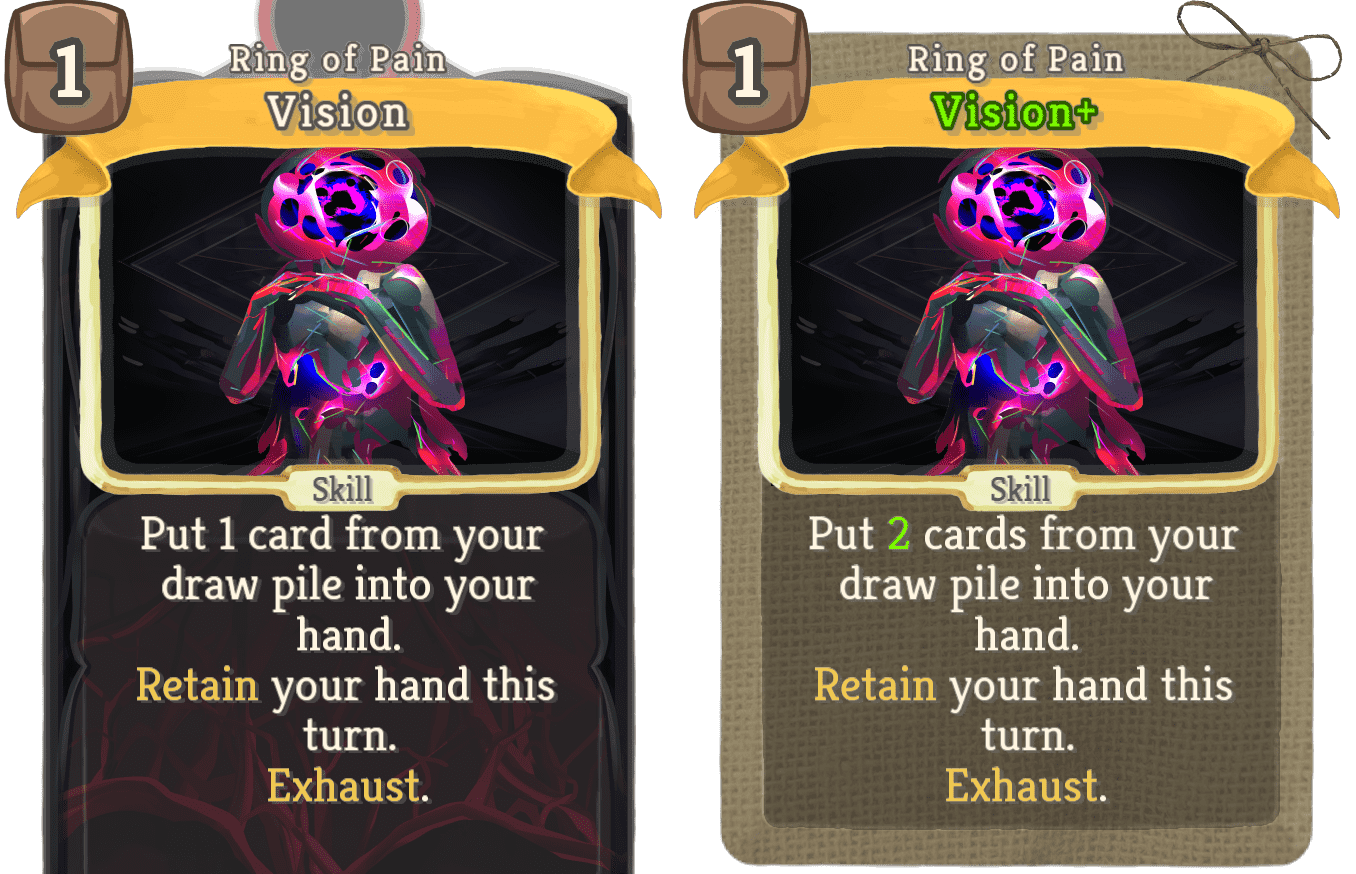 1
Ring of Pain
Vision
Skill
Put 1 card from your
draw pile into your
hand.
Retain your hand this
turn.
Exhaust.
1
Ring of Pain
Vision+
Skill
Put 2 cards from your
draw pile into your
hand.
Retain your hand this
turn.
Exhaust.